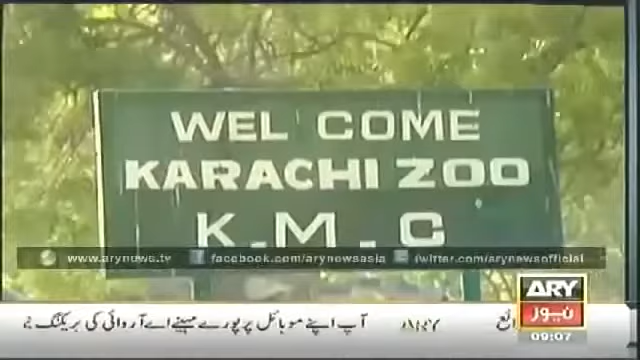 WEL COME
KARACHI ZOO
K.M.C
www.arynews.tv facebook.com/arynewsasia twitter.com/arynewsofficial
ARY
نیوز
آپ اپنے موبائل پر پورے مہینے اے آر وائی کی بریکنگ
09:07